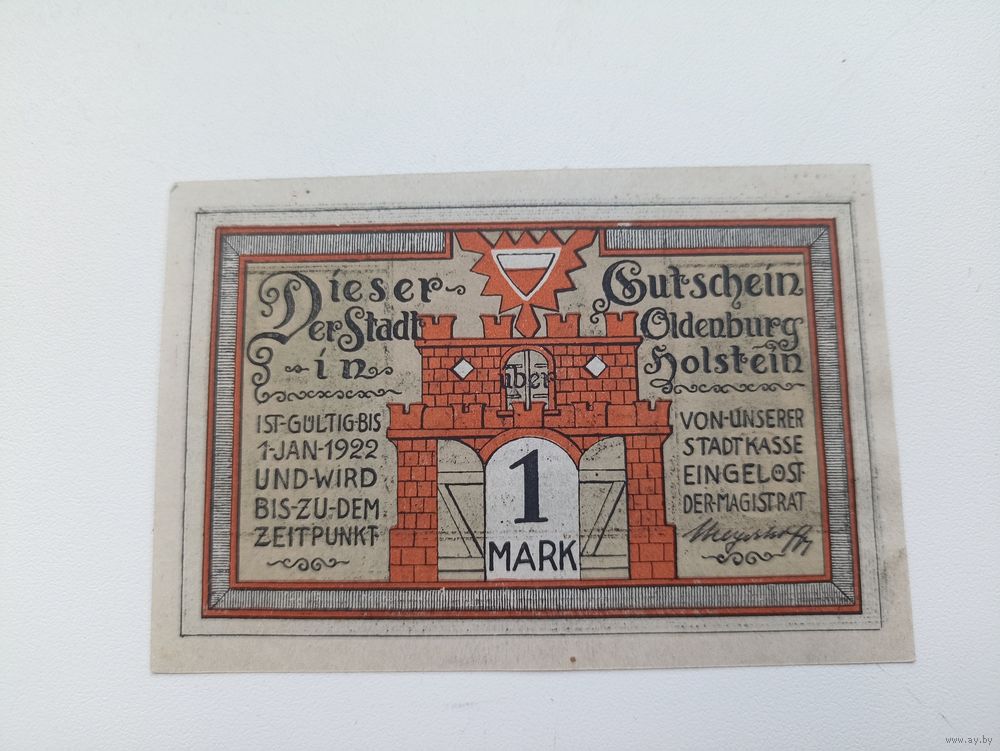 Dieser Gutschein
Der Stadt Oldenburg
in Holstein
über
1
MARK
IST·GÜLTIG·BIS
1·JAN·1922
UND·WIRD
BIS·ZU·DEM
ZEITPUNKT
VON·UNSERER
STADTKASSE
EINGELÖST·
DER·MAGISTRAT
Meyerhoff
www.ay.by